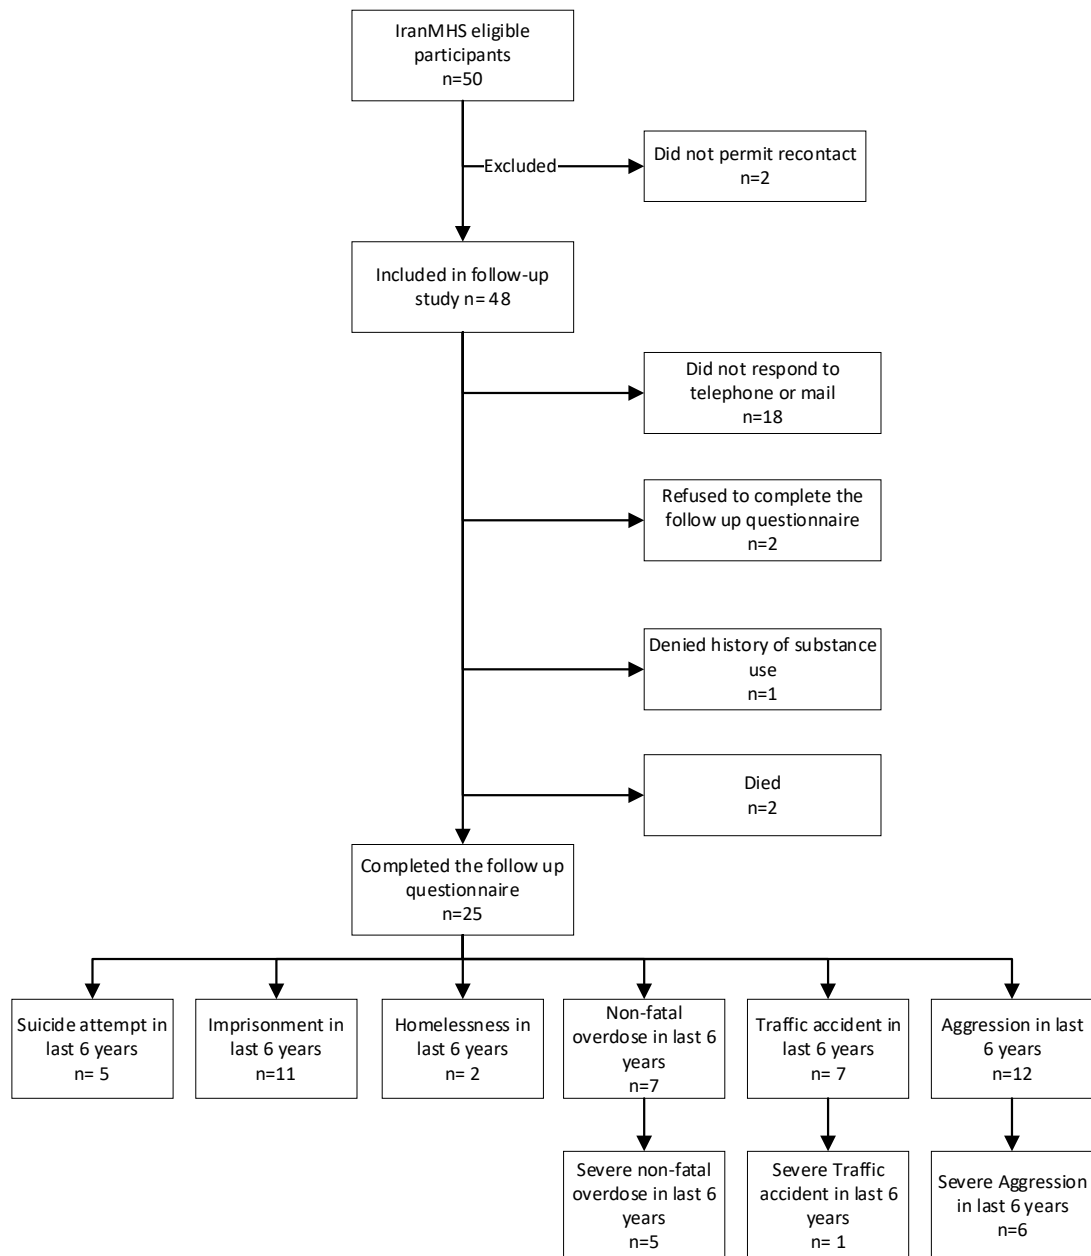 IranMHS eligible
participants
n=50
Excluded
Did not permit recontact
n=2
Included in follow-up
study n= 48
Did not respond to
telephone or mail
n=18
Refused to complete the
follow up questionnaire
n=2
Denied history of substance
use
n=1
Died
n=2
Completed the follow up
questionnaire
n=25
Suicide attempt in
last 6 years
n= 5
Imprisonment in
last 6 years
n=11
Homelessness in
last 6 years
n= 2
Non-fatal
overdose in last 6
years
n=7
Traffic accident in
last 6 years
n= 7
Aggression in last
6 years
n=12
Severe non-fatal
overdose in last 6
years
n=5
Severe Traffic
accident in last 6
years
n= 1
Severe Aggression
in last 6 years
n=6